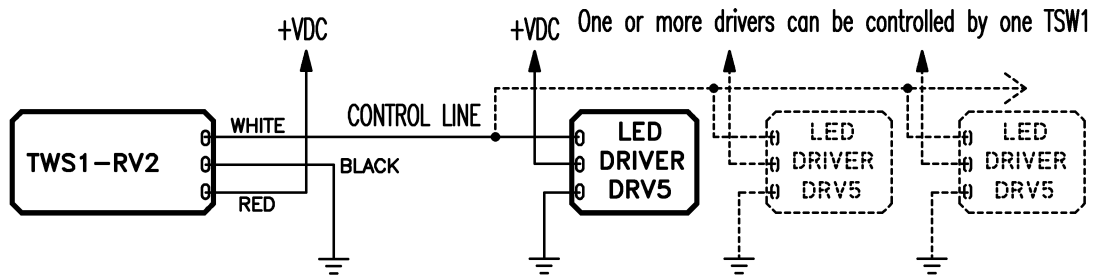 +VDC
+VDC
One or more drivers can be controlled by one TSW1
TWS1-RV2
WHITE
CONTROL LINE
BLACK
RED
LED
DRIVER
DRV5
LED
DRIVER
DRV5
LED
DRIVER
DRV5